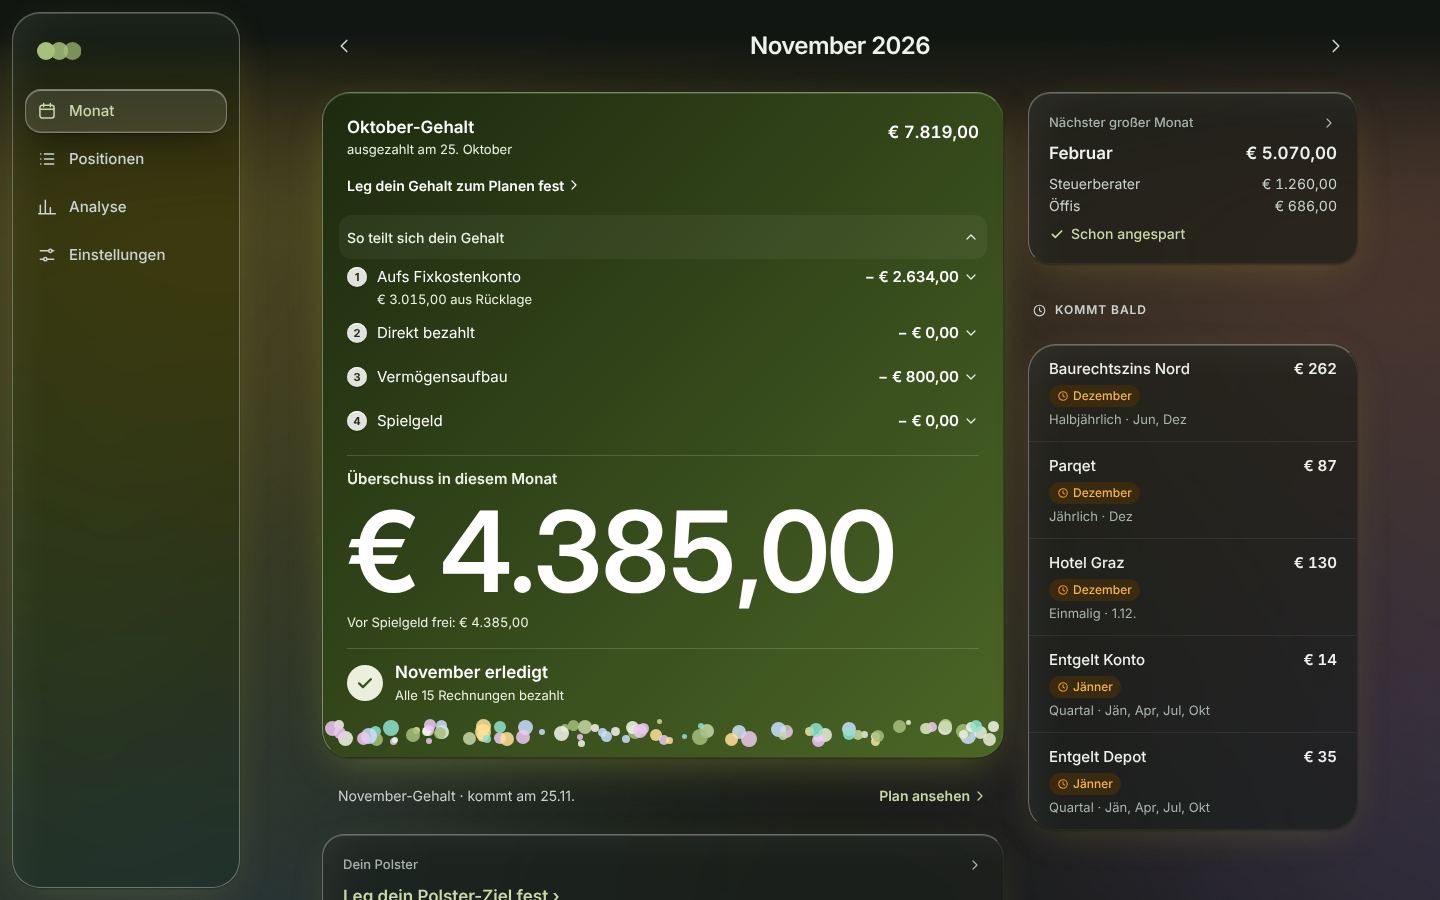 Monat
Positionen
Analyse
Einstellungen
November 2026
Oktober-Gehalt
€ 7.819,00
ausgezahlt am 25. Oktober
Leg dein Gehalt zum Planen fest
So teilt sich dein Gehalt
1 Aufs Fixkostenkonto – € 2.634,00
€ 3.015,00 aus Rücklage
2 Direkt bezahlt – € 0,00
3 Vermögensaufbau – € 800,00
4 Spielgeld – € 0,00
Überschuss in diesem Monat
€ 4.385,00
Vor Spielgeld frei: € 4.385,00
November erledigt
Alle 15 Rechnungen bezahlt
November-Gehalt · kommt am 25.11. Plan ansehen
Dein Polster
Leg dein Polster-Ziel fest ›
Nächster großer Monat
Februar € 5.070,00
Steuerberater € 1.260,00
Öffis € 686,00
Schon angespart
KOMMT BALD
Baurechtszins Nord € 262
Dezember
Halbjährlich · Jun, Dez
Parqet € 87
Dezember
Jährlich · Dez
Hotel Graz € 130
Dezember
Einmalig · 1.12.
Entgelt Konto € 14
Jänner
Quartal · Jän, Apr, Jul, Okt
Entgelt Depot € 35
Jänner
Quartal · Jän, Apr, Jul, Okt